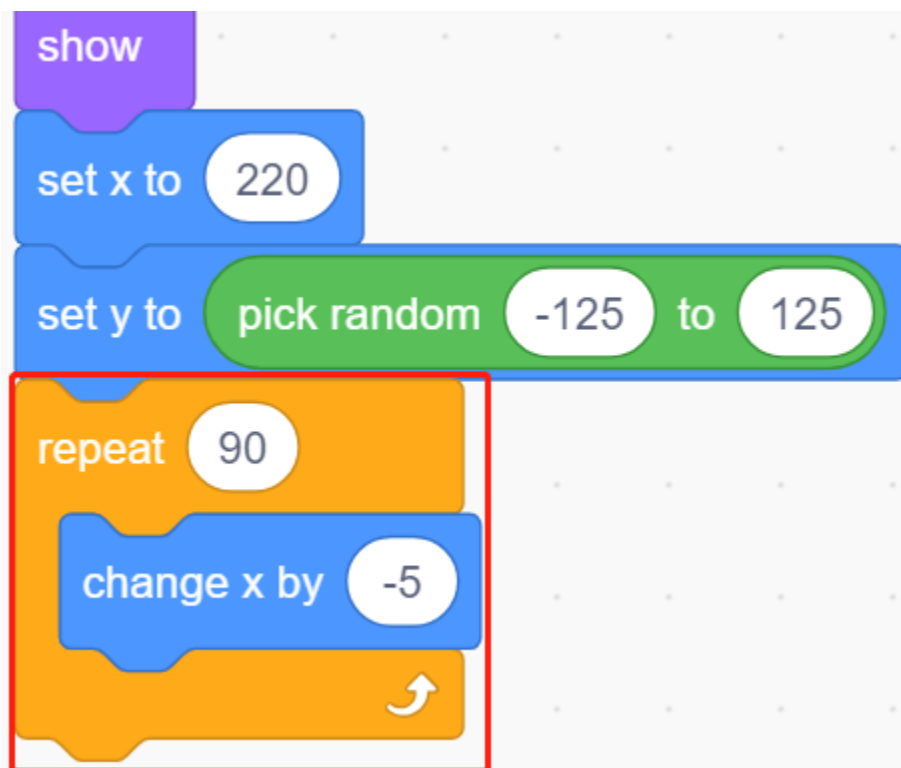 show
set x to 220
set y to pick random -125 to 125
repeat 90
change x by -5